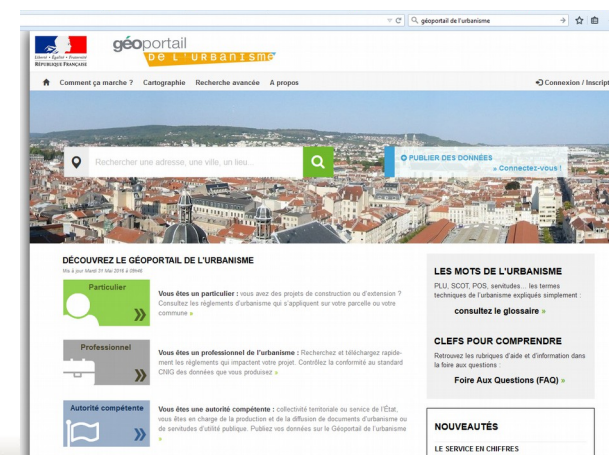 géoportail de l'urbanisme
Liberté • Égalité • Fraternité
RÉPUBLIQUE FRANÇAISE
géoportail
De L'URBanISMe
Comment ça marche ? Cartographie Recherche avancée A propos
Connexion / Inscript
Rechercher une adresse, une ville, un lieu...
PUBLIER DES DONNÉES
» Connectez-vous !
DÉCOUVREZ LE GÉOPORTAIL DE L'URBANISME
Mis à jour Mardi 31 Mai 2016 à 09h48
Particulier
Vous êtes un particulier : vous avez des projets de construction ou d'extension ?
Consultez les règlements d'urbanisme qui s'appliquent sur votre parcelle ou votre
commune »
Professionnel
Vous êtes un professionnel de l'urbanisme : Recherchez et téléchargez rapide-
ment les règlements qui impactent votre projet. Contrôlez la conformité au standard
CNIG des données que vous produisez »
Autorité compétente
Vous êtes une autorité compétente : collectivité territoriale ou service de l'État,
vous êtes en charge de la production et de la diffusion de documents d'urbanisme ou
de servitudes d'utilité publique. Publiez vos données sur le Géoportail de l'urbanisme
»
LES MOTS DE L'URBANISME
PLU, SCOT, POS, servitudes... les termes
techniques de l'urbanisme expliqués simplement :
consultez le glossaire »
CLEFS POUR COMPRENDRE
Retrouvez les rubriques d'aide et d'information dans
la foire aux questions :
Foire Aux Questions (FAQ) »
NOUVEAUTÉS
LE SERVICE EN CHIFFRES